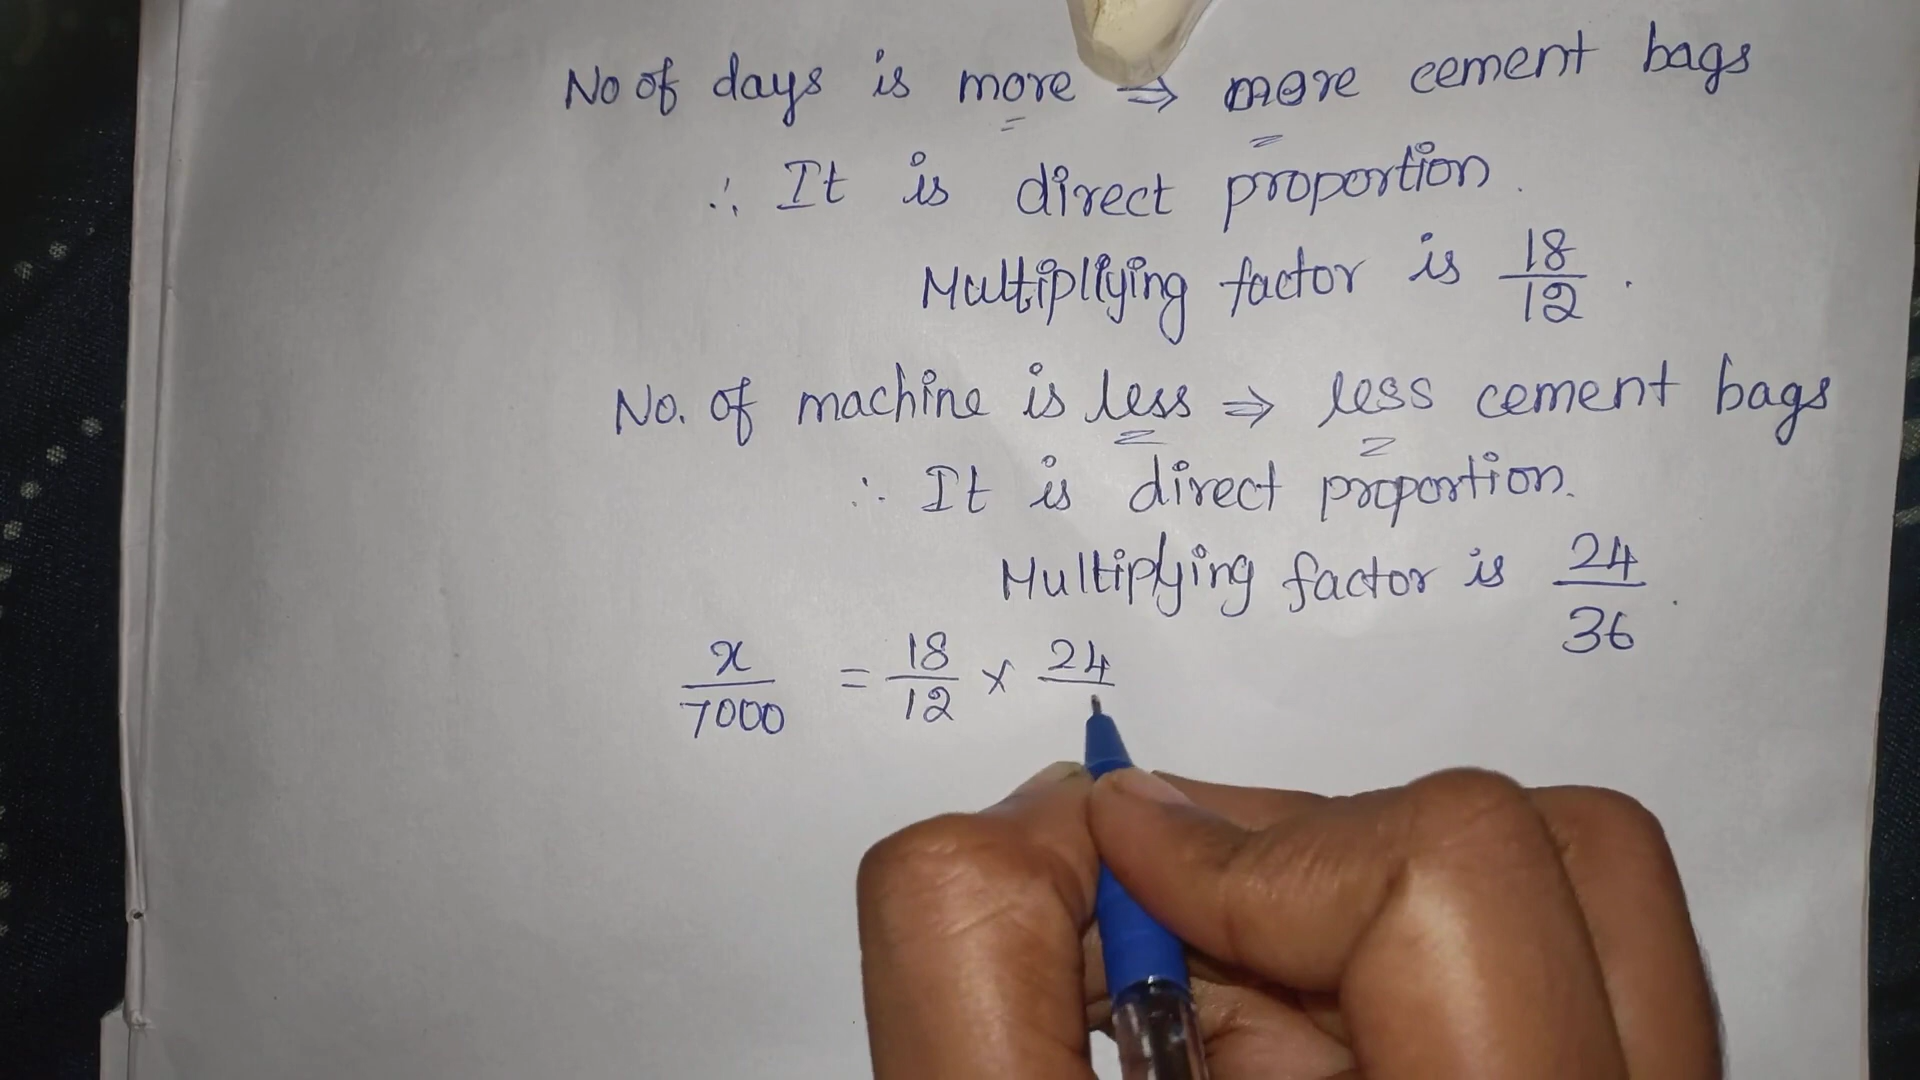 No of days is more ⇒ more cement bags
∴ It is direct proportion.
Multipliying factor is 18/12.
No. of machine is less ⇒ less cement bags
∴ It is direct proportion.
Multiplying factor is 24/36.
x/7000 = 18/12 × 24/